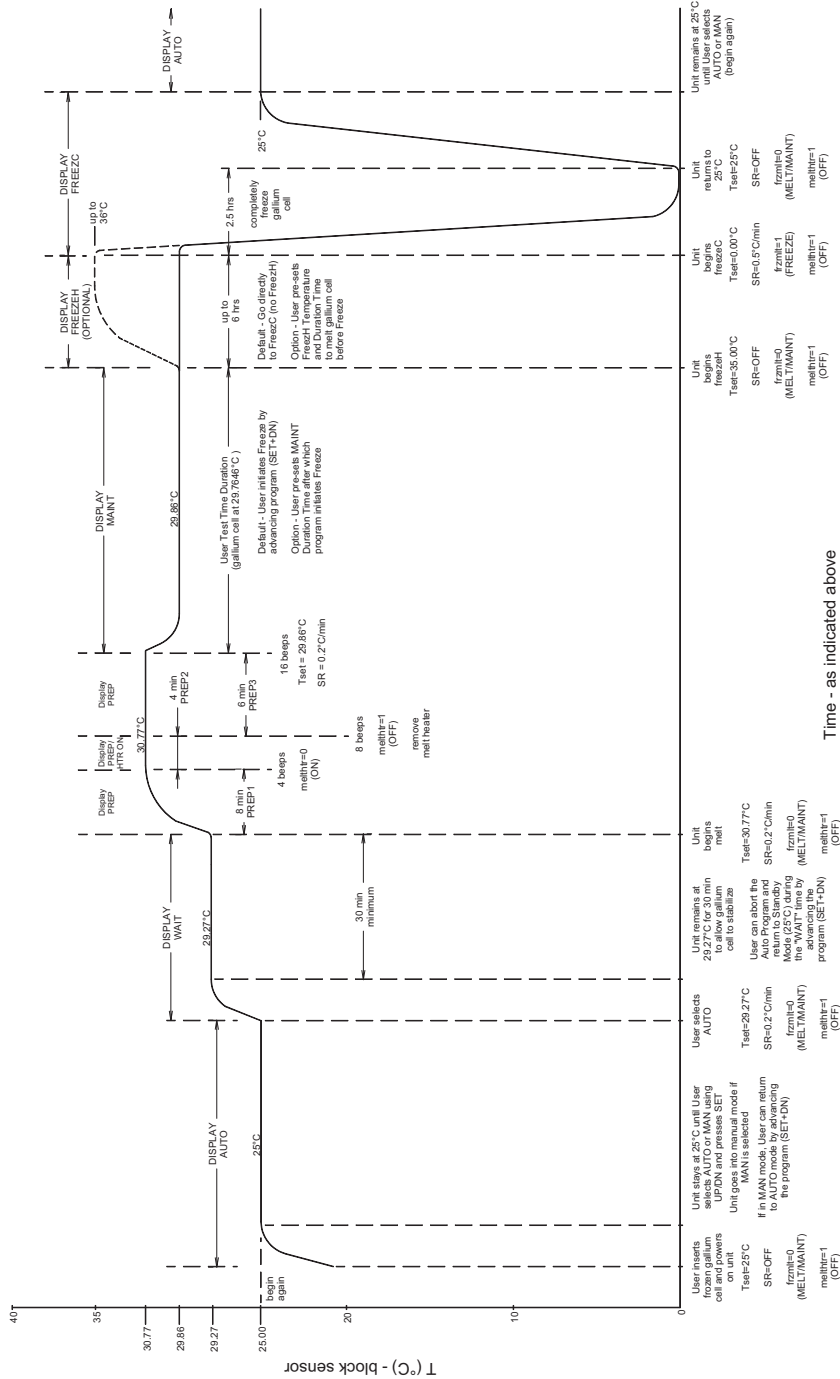 T (°C) - block sensor
40
35
30.77
29.86
29.27
25.00
20
10
0
begin
again
DISPLAY
AUTO
25°C
DISPLAY
WAIT
29.27°C
30 min
minimum
Display
PREP
Display
PREP/
HTR ON
Display
PREP
30.77°C
8 min
PREP1
4 min
PREP2
6 min
PREP3
4 beeps
melthtr=0
(ON)
8 beeps
melthtr=1
(OFF)
remove
melt heater
16 beeps
Tset = 29.86°C
SR = 0.2°C/min
DISPLAY
MAINT
29.86°C
User Test Time Duration
(gallium cell at 29.7646°C )
Default - User initiates Freeze by
advancing program (SET+DN)
Option - User pre-sets MAINT
Duration Time after which
program initiates Freeze
DISPLAY
FREEZEH
(OPTIONAL)
up to
6 hrs
Default - Go directly
to FreezC (no FreezH)
Option - User pre-sets
FreezH Temperature
and Duration Time
to melt gallium cell
before Freeze
DISPLAY
FREEZC
up to
36°C
2.5 hrs
completely
freeze
gallium
cell
25°C
DISPLAY
AUTO
User inserts
frozen gallium
cell and powers
on unit
Tset=25°C
SR=OFF
frzmlt=0
(MELT/MAINT)
melthtr=1
(OFF)
Unit stays at 25°C until User
selects AUTO or MAN using
UP/DN and presses SET
Unit goes into manual mode if
MAN is selected
If in MAN mode, User can return
to AUTO mode by advancing
the program (SET+DN)
User selects
AUTO
Tset=29.27°C
SR=0.2°C/min
frzmlt=0
(MELT/MAINT)
melthtr=1
(OFF)
Unit remains at
29.27°C for 30 min
to allow gallium
cell to stabilize
User can abort the
Auto Program and
return to Standby
Mode (25°C) during
the "WAIT" time by
advancing the
program (SET+DN)
Unit
begins
melt
Tset=30.77°C
SR=0.2°C/min
frzmlt=0
(MELT/MAINT)
melthtr=1
(OFF)
Unit
begins
freezeH
Tset=35.00°C
SR=OFF
frzmlt=0
(MELT/MAINT)
melthtr=1
(OFF)
Unit
begins
freezeC
Tset=0.00°C
SR=0.5°C/min
frzmlt=1
(FREEZE)
melthtr=1
(OFF)
Unit
returns to
25°C
Tset=25°C
SR=OFF
frzmlt=0
(MELT/MAINT)
melthtr=1
(OFF)
Unit remains at 25°C
until User selects
AUTO or MAN
(begin again)
Time - as indicated above